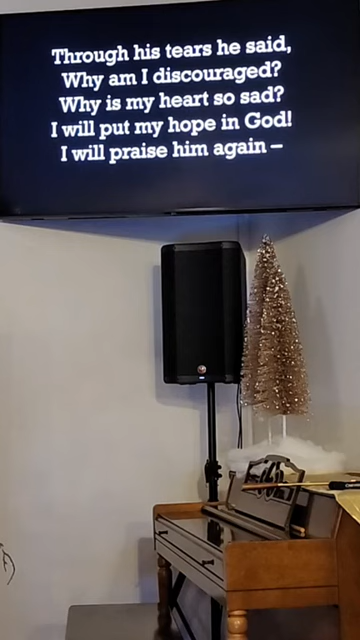 Through his tears he said,
Why am I discouraged?
Why is my heart so sad?
I will put my hope in God!
I will praise him again –